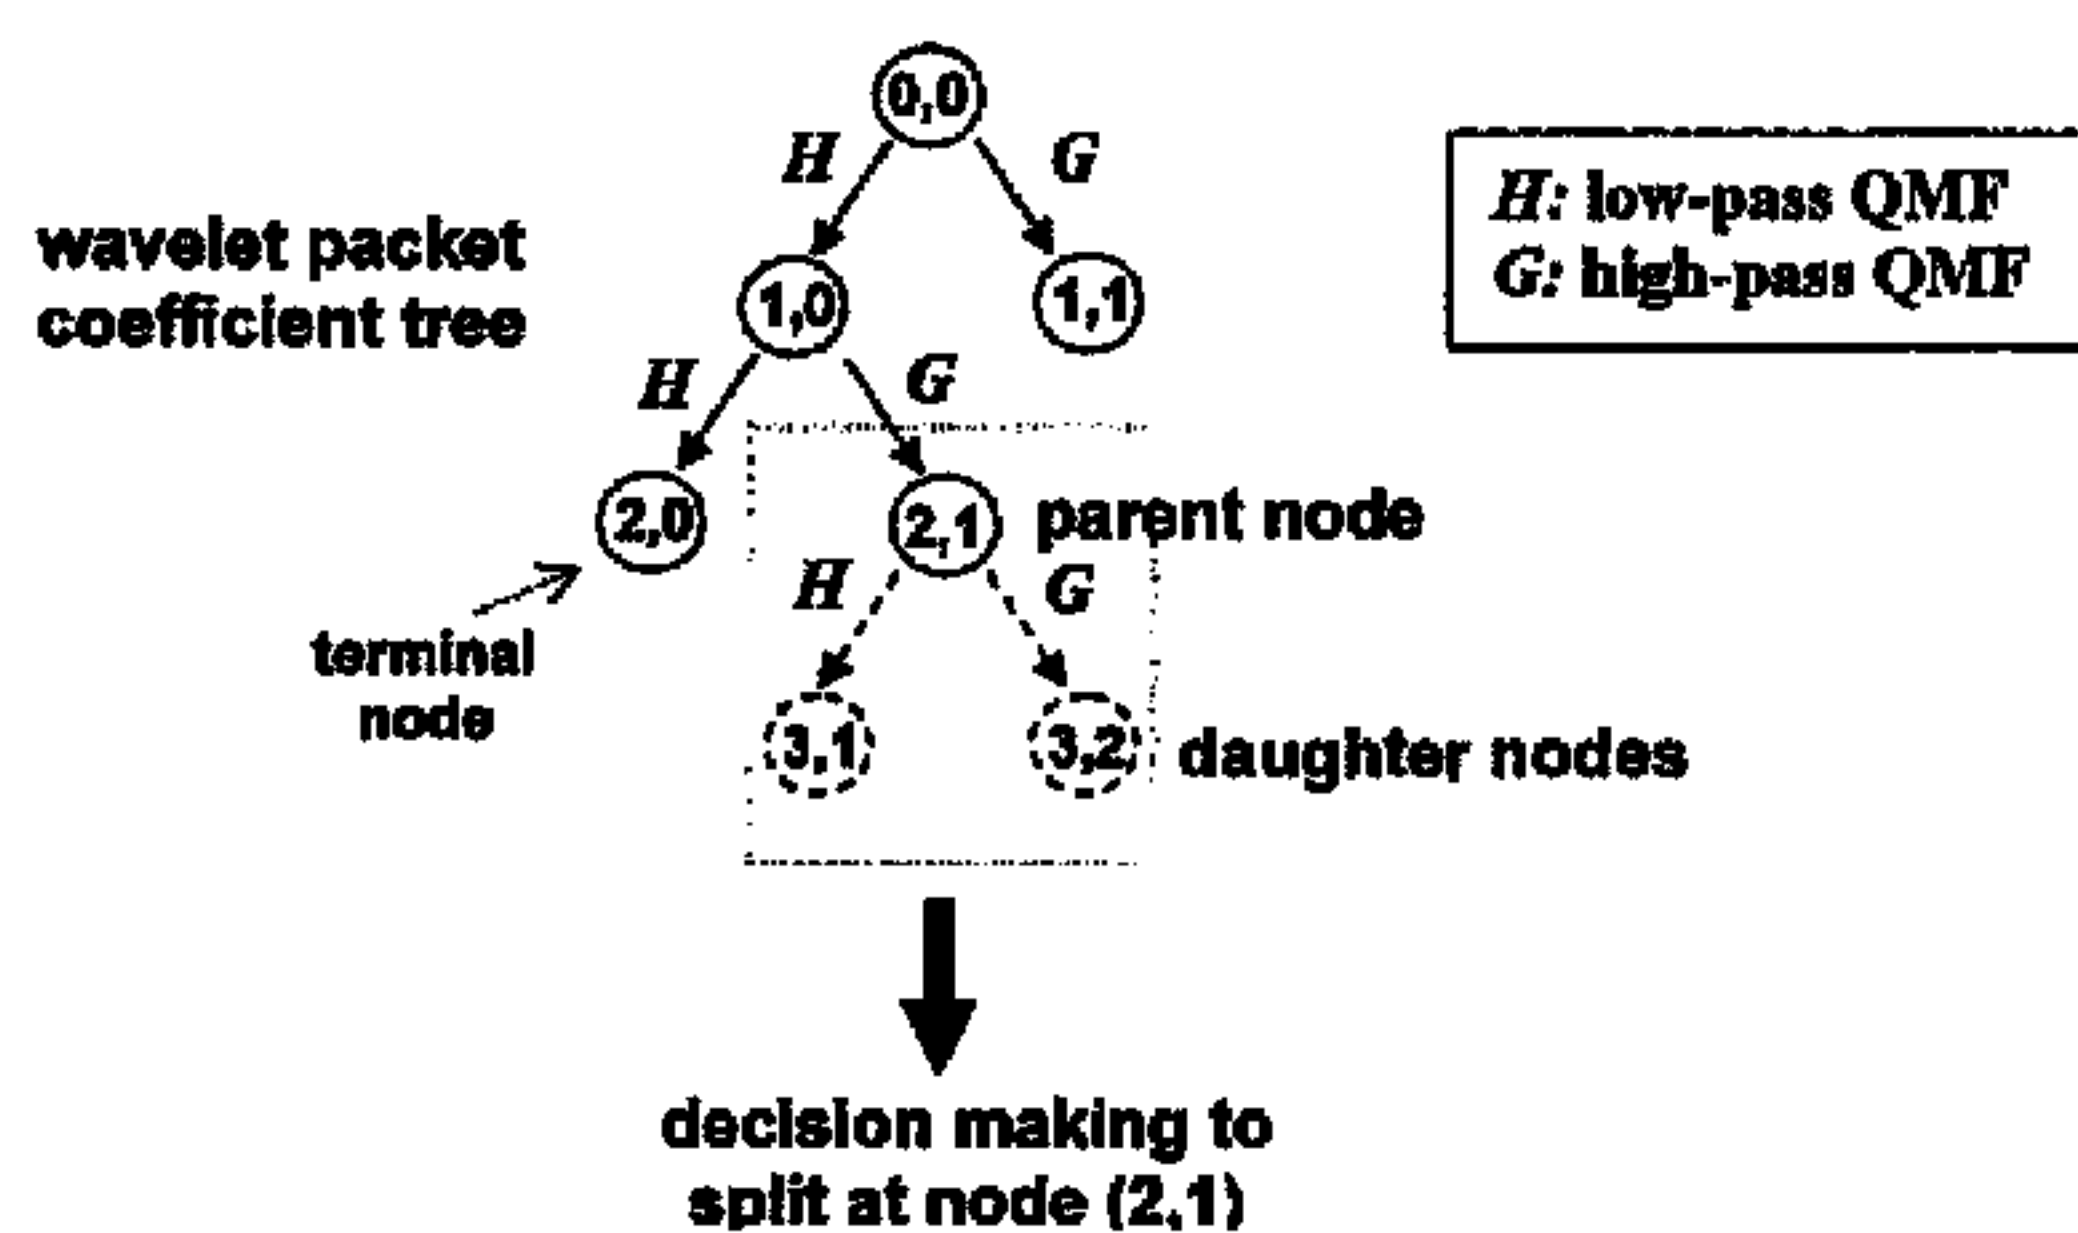 0,0
H G
H: low-pass QMF
G: high-pass QMF
wavelet packet
coefficient tree
1,0 1,1
H G
2,0 2,1 parent node
H G
terminal
node
3,1 3,2 daughter nodes
decision making to
split at node (2,1)